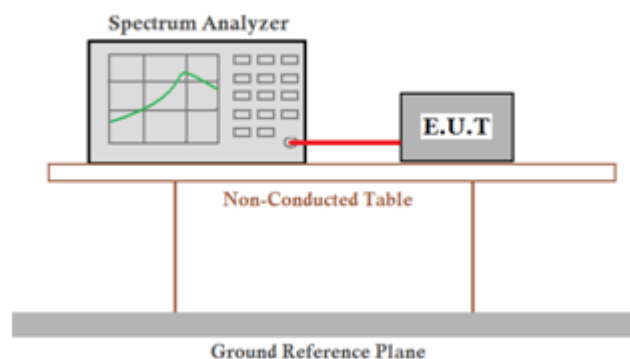 Spectrum Analyzer
E.U.T
Non-Conducted Table
Ground Reference Plane